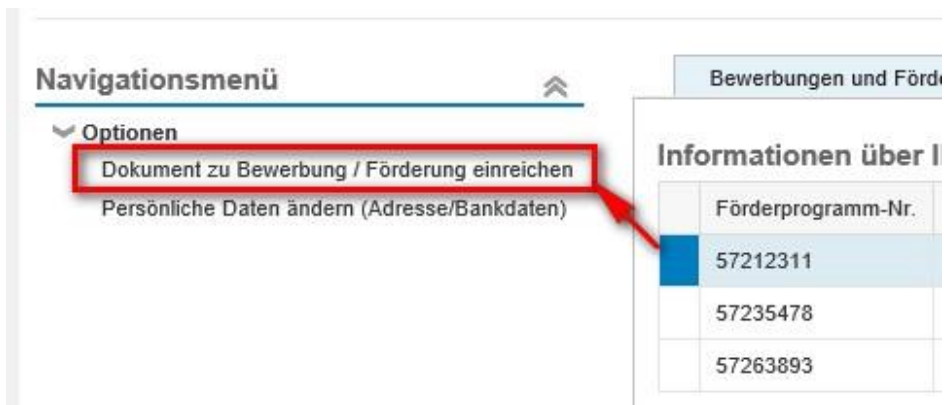 Navigationsmenü
Optionen
Dokument zu Bewerbung / Förderung einreichen
Persönliche Daten ändern (Adresse/Bankdaten)
Bewerbungen und
Informationen über
Förderprogramm-Nr.
57212311
57235478
57263893